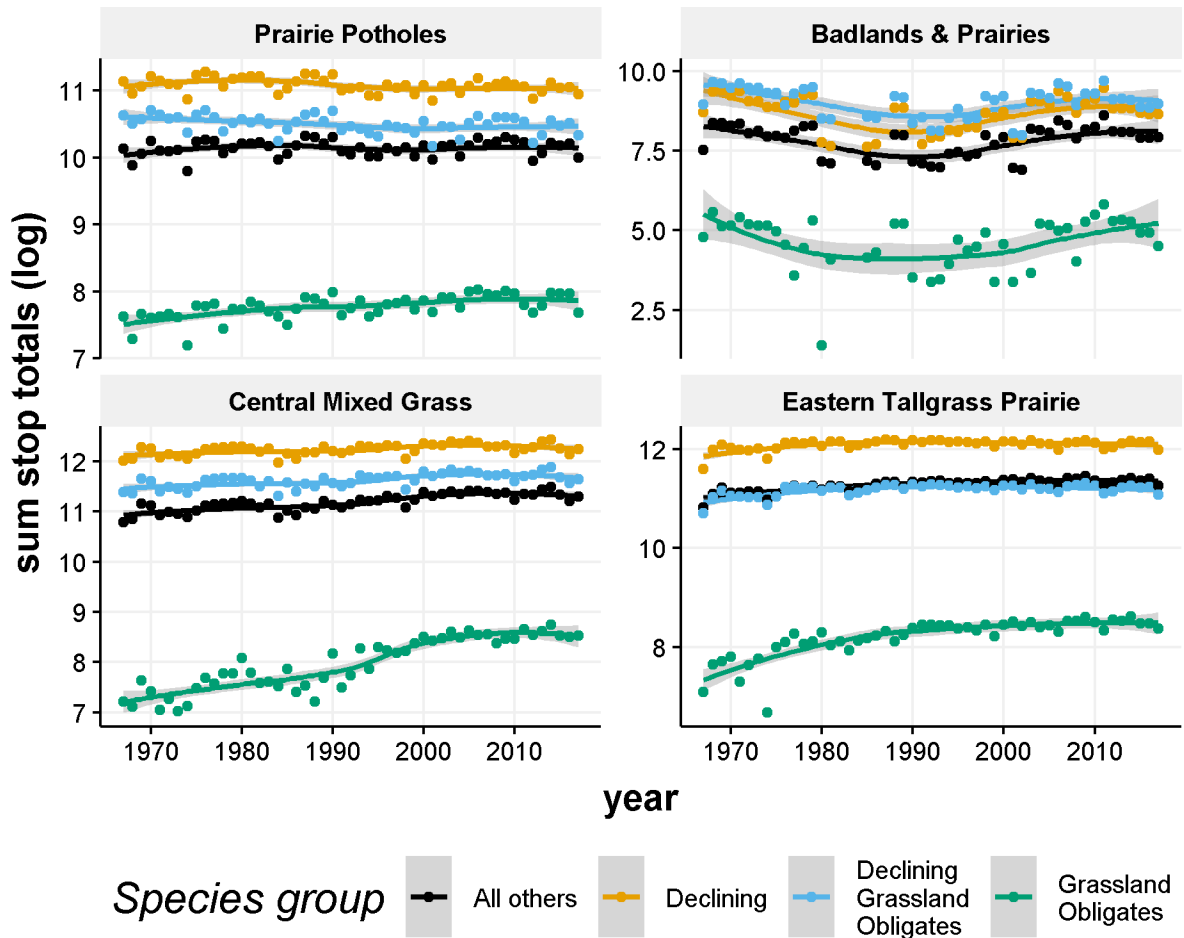 Prairie Potholes
Badlands & Prairies
11
10
9
8
7
10.0
7.5
5.0
2.5
Central Mixed Grass
Eastern Tallgrass Prairie
12
11
10
9
8
7
12
10
8
1970 1980 1990 2000 2010
1970 1980 1990 2000 2010
sum stop totals (log)
year
Species group
All others
Declining
Declining
Grassland
Obligates
Grassland
Obligates